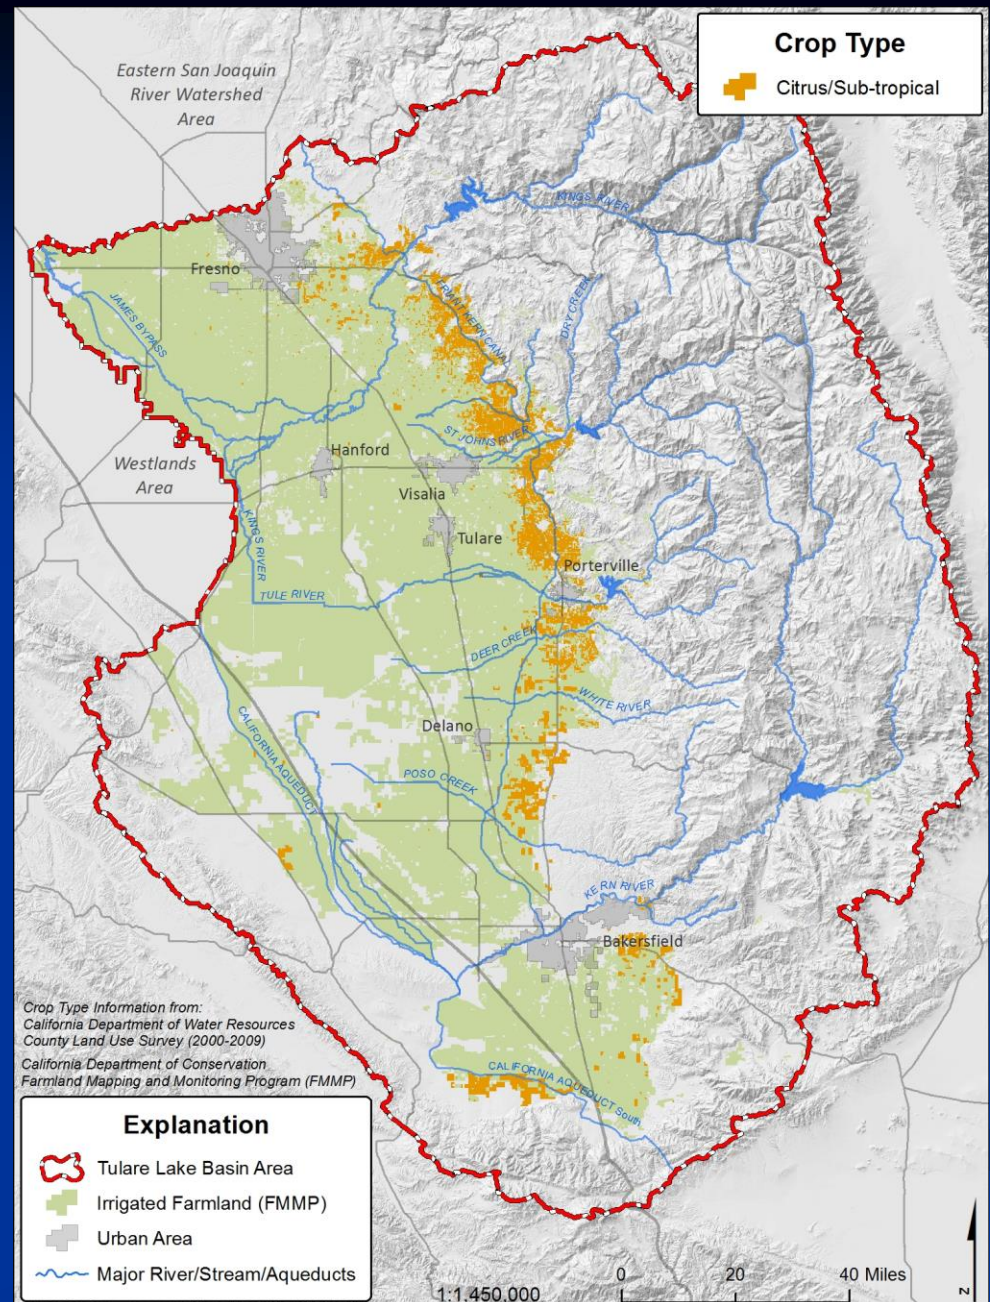 Crop Type
Citrus/Sub-tropical
Eastern San Joaquin
River Watershed
Area
KINGS RIVER
Fresno
FRIANT KERN CANAL
DRY CREEK
JAMES BYPASS
ST JOHNS RIVER
Hanford
Westlands
Area
Visalia
KINGS RIVER
Tulare
Porterville
TULE RIVER
DEER CREEK
WHITE RIVER
CALIFORNIA AQUEDUCT
Delano
POSO CREEK
KERN RIVER
Bakersfield
Crop Type Information from:
California Department of Water Resources
County Land Use Survey (2000-2009)
California Department of Conservation
Farmland Mapping and Monitoring Program (FMMP)
CALIFORNIA AQUEDUCT South
Explanation
Tulare Lake Basin Area
Irrigated Farmland (FMMP)
Urban Area
Major River/Stream/Aqueducts
0 20 40 Miles
1:1,450,000
N